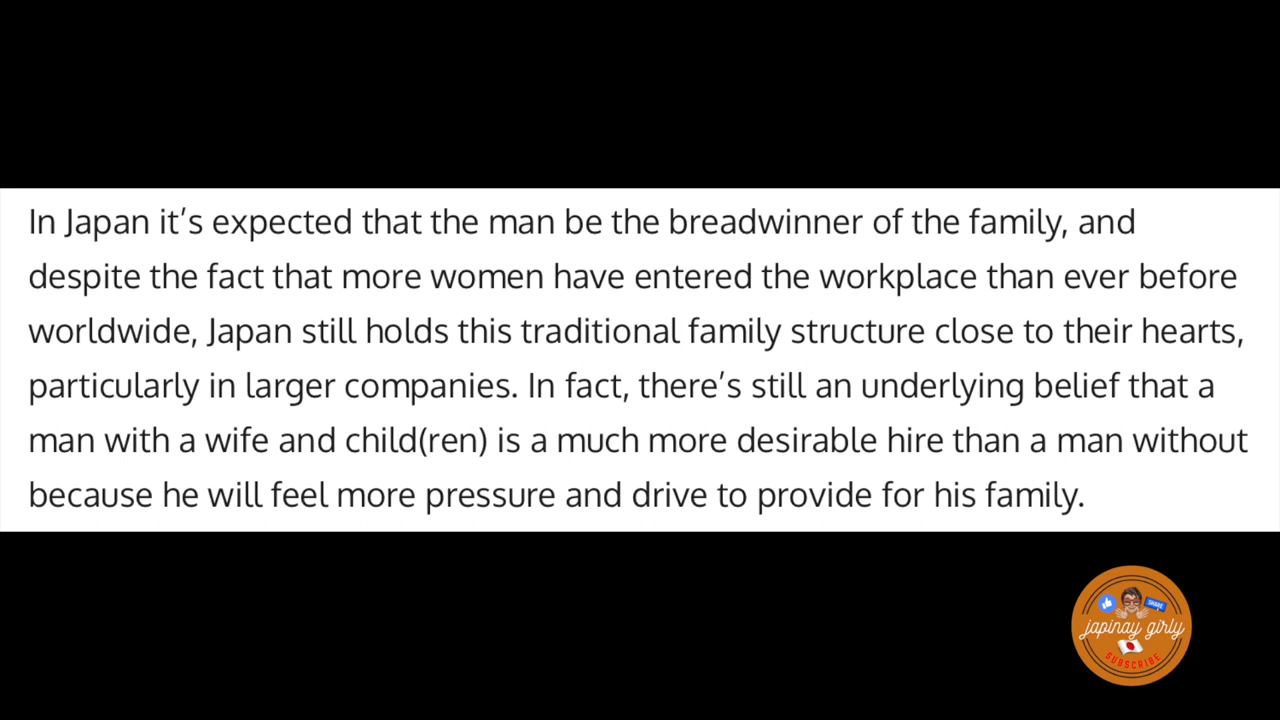 In Japan it’s expected that the man be the breadwinner of the family, and
despite the fact that more women have entered the workplace than ever before
worldwide, Japan still holds this traditional family structure close to their hearts,
particularly in larger companies. In fact, there’s still an underlying belief that a
man with a wife and child(ren) is a much more desirable hire than a man without
because he will feel more pressure and drive to provide for his family.
SHARE
japinay girly
SUBSCRIBE